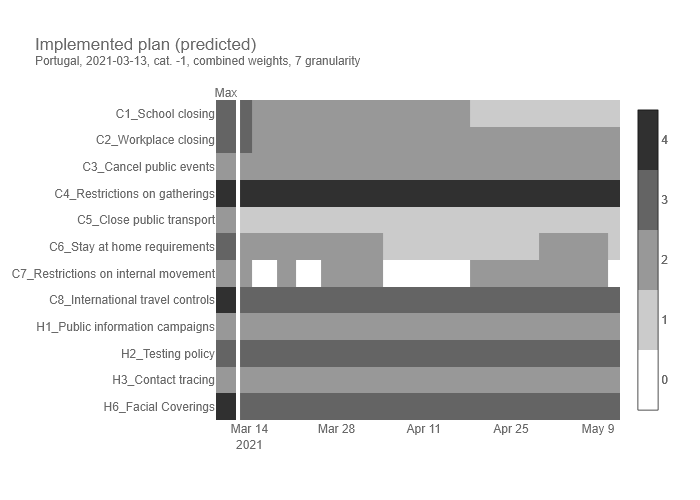 Implemented plan (predicted)
Portugal, 2021-03-13, cat. -1, combined weights, 7 granularity
Max
C1_School closing
C2_Workplace closing
C3_Cancel public events
C4_Restrictions on gatherings
C5_Close public transport
C6_Stay at home requirements
C7_Restrictions on internal movement
C8_International travel controls
H1_Public information campaigns
H2_Testing policy
H3_Contact tracing
H6_Facial Coverings
4
3
2
1
0
Mar 14 Mar 28 Apr 11 Apr 25 May 9
2021